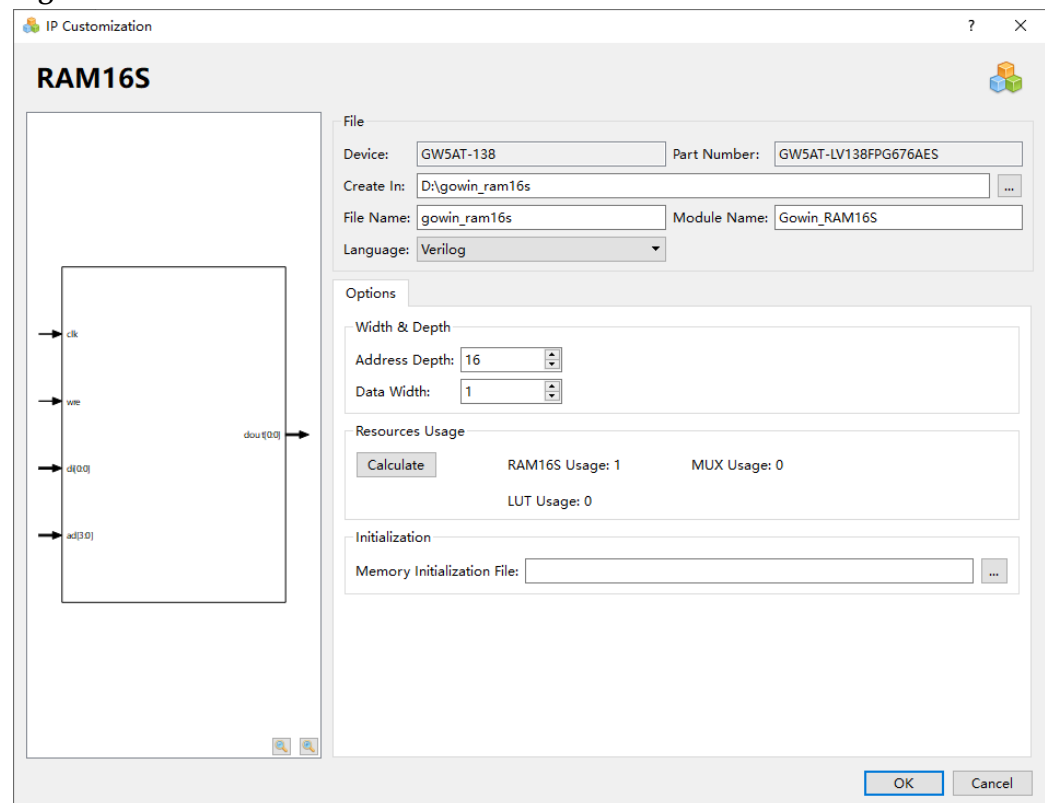 IP Customization
RAM16S
File
Device: GW5AT-138 Part Number: GW5AT-LV138FPG676AES
Create In: D:\gowin_ram16s ...
File Name: gowin_ram16s Module Name: Gowin_RAM16S
Language: Verilog
Options
Width & Depth
Address Depth: 16
Data Width: 1
Resources Usage
Calculate RAM16S Usage: 1 MUX Usage: 0
LUT Usage: 0
Initialization
Memory Initialization File: ...
clk
wre
dout[0:0]
di[0:0]
ad[3:0]
OK Cancel